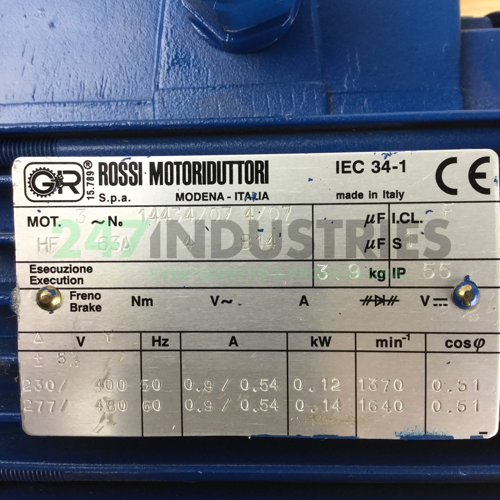 GR 15.789 ® ROSSI MOTORIDUTTORI IEC 34-1 CE
S.p.a. MODENA - ITALIA made in Italy
MOT. 3 ~ No. µF I.CL. F
HF 63A 4 B14 µF S
247INDUSTRIES
Esecuzione
Execution 3.9 kg IP 55
Freno
Brake Nm V~ A V
Δ Y
V Hz A kW min-1 cosφ
± 5%
230/ 400 50 0.9 / 0.54 0.12 1370 0.51
277/ 480 60 0.9 / 0.54 0.14 1640 0.51